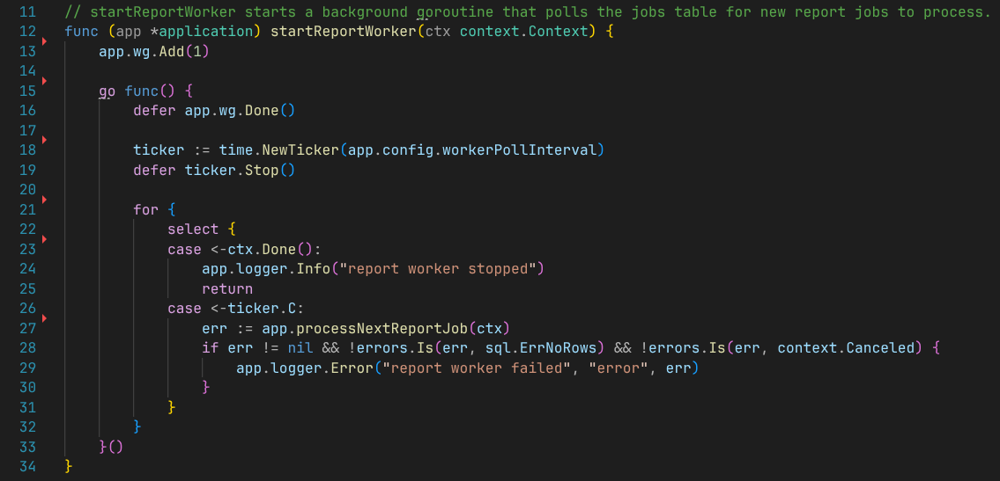 11 // startReportWorker starts a background goroutine that polls the jobs table for new report jobs to process.
12 func (app *application) startReportWorker(ctx context.Context) {
13     app.wg.Add(1)
14
15     go func() {
16         defer app.wg.Done()
17
18         ticker := time.NewTicker(app.config.workerPollInterval)
19         defer ticker.Stop()
20
21         for {
22             select {
23             case <-ctx.Done():
24                 app.logger.Info("report worker stopped")
25                 return
26             case <-ticker.C:
27                 err := app.processNextReportJob(ctx)
28                 if err != nil && !errors.Is(err, sql.ErrNoRows) && !errors.Is(err, context.Canceled) {
29                     app.logger.Error("report worker failed", "error", err)
30                 }
31             }
32         }
33     }()
34 }